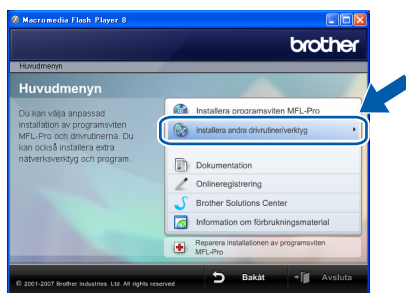 Macromedia Flash Player 8
brother
Huvudmenyn
Huvudmenyn
Du kan välja anpassad
installation av programsviten
MFL-Pro och drivrutinerna. Du
kan också installera extra
nätverksverktyg och program.
Installera programsviten MFL-Pro
Installera andra drivrutiner/verktyg
Dokumentation
Onlineregistrering
Brother Solutions Center
Information om förbrukningsmaterial
Reparera installationen av programsviten
MFL-Pro
© 2001-2007 Brother Industries Ltd. All rights reserved
Bakåt
Avsluta